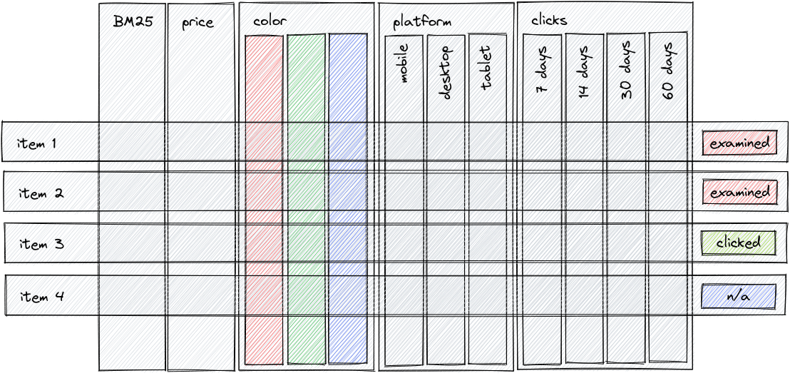 BM25 price color platform clicks
mobile desktop tablet 7 days 14 days 30 days 60 days
item 1 examined
item 2 examined
item 3 clicked
item 4 n/a